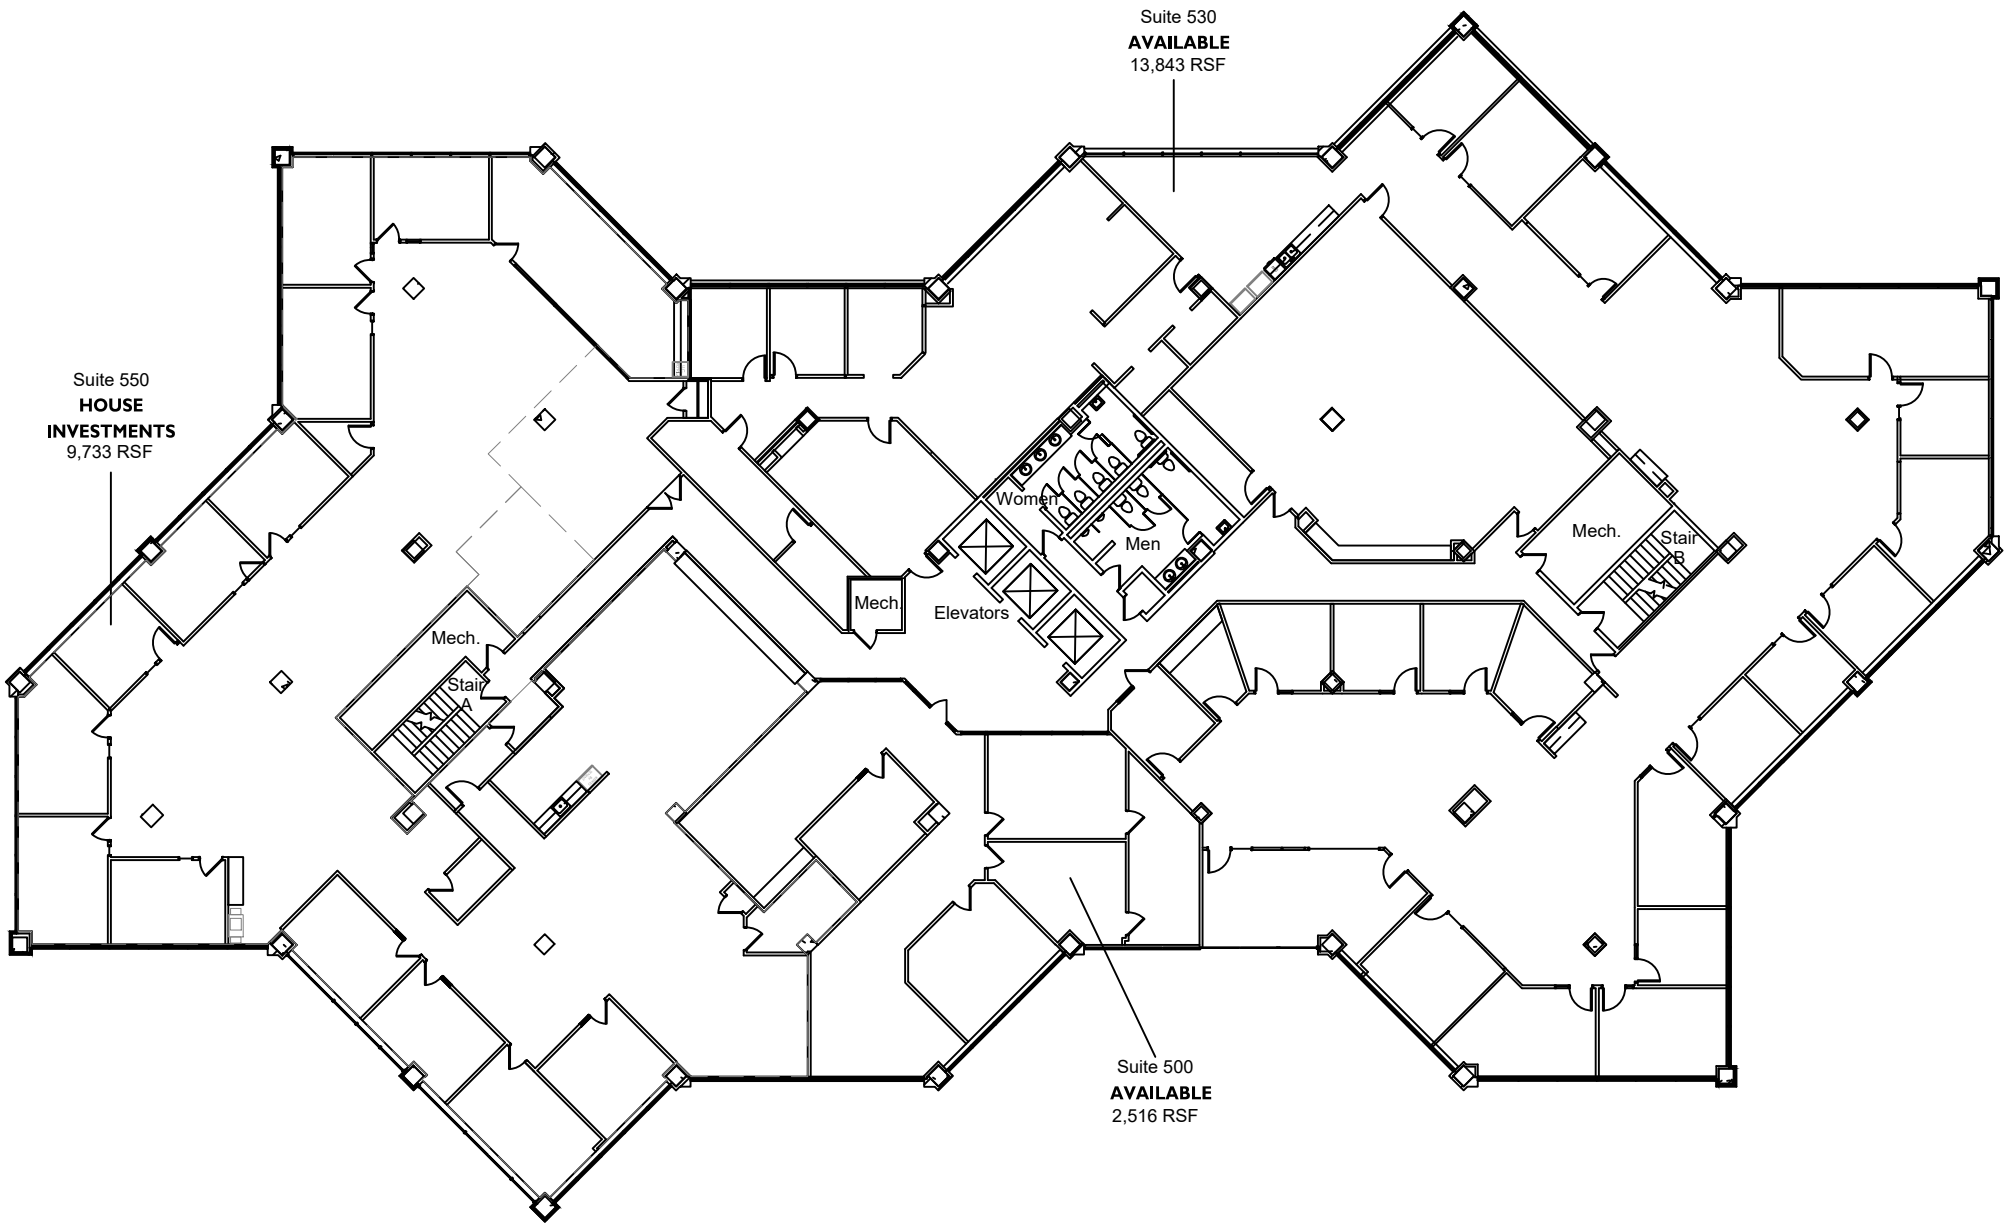 Suite 530
AVAILABLE
13,843 RSF
Suite 550
HOUSE
INVESTMENTS
9,733 RSF
Women
Men
Mech.
Stair
B
Mech.
Elevators
Mech.
Stair
A
Suite 500
AVAILABLE
2,516 RSF